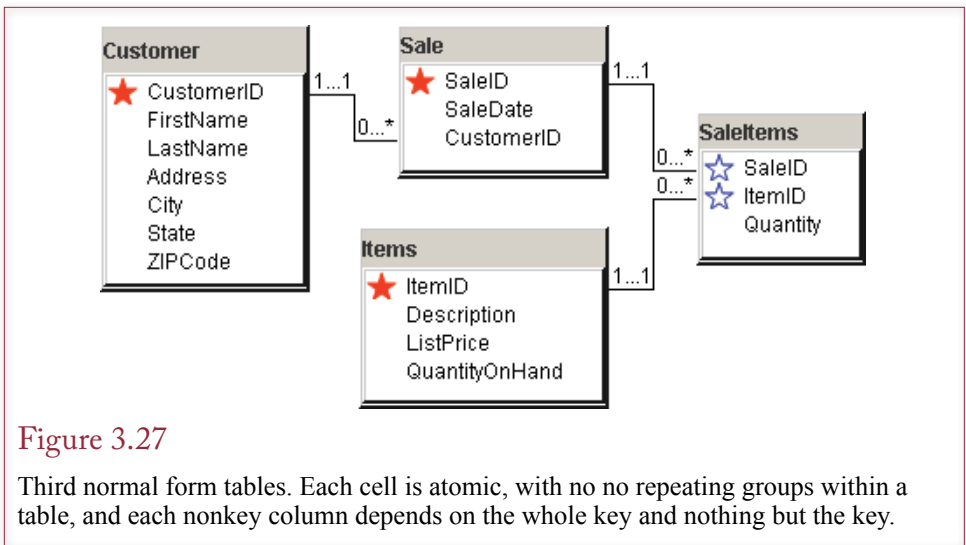 Customer
CustomerID
FirstName
LastName
Address
City
State
ZIPCode
1...1
0...*
Sale
SaleID
SaleDate
CustomerID
1...1
0...*
0...*
SaleItems
SaleID
ItemID
Quantity
Items
ItemID
Description
ListPrice
QuantityOnHand
1...1
Figure 3.27
Third normal form tables. Each cell is atomic, with no no repeating groups within a
table, and each nonkey column depends on the whole key and nothing but the key.